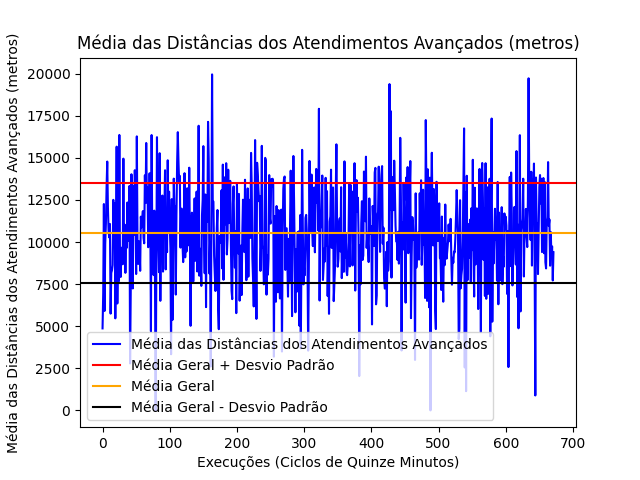 Média das Distâncias dos Atendimentos Avançados (metros)
Média das Distâncias dos Atendimentos Avançados (metros)
20000
17500
15000
12500
10000
7500
5000
2500
0
Média das Distâncias dos Atendimentos Avançados
Média Geral + Desvio Padrão
Média Geral
Média Geral - Desvio Padrão
0 100 200 300 400 500 600 700
Execuções (Ciclos de Quinze Minutos)